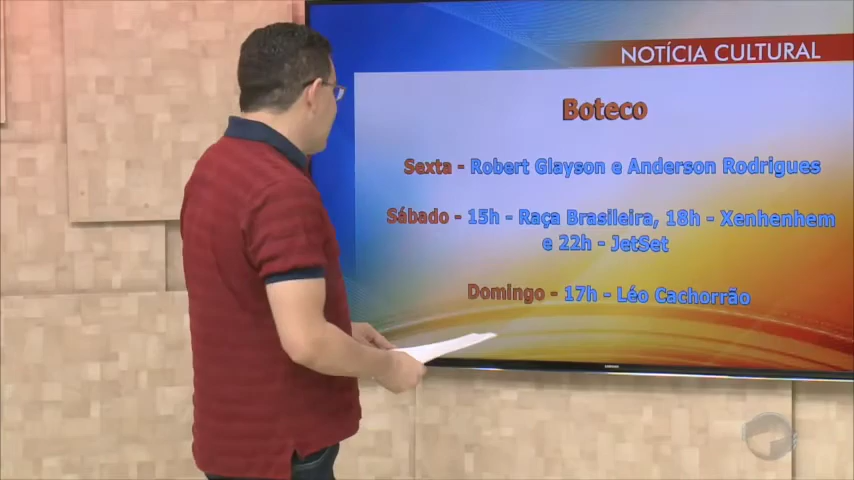 NOTÍCIA CULTURAL
Boteco
Sexta - Robert Glayson e Anderson Rodrigues
Sábado - 15h - Raça Brasileira, 18h - Xenhenhem
e 22h - JetSet
Domingo - 17h - Léo Cachorrão
SAMSUNG